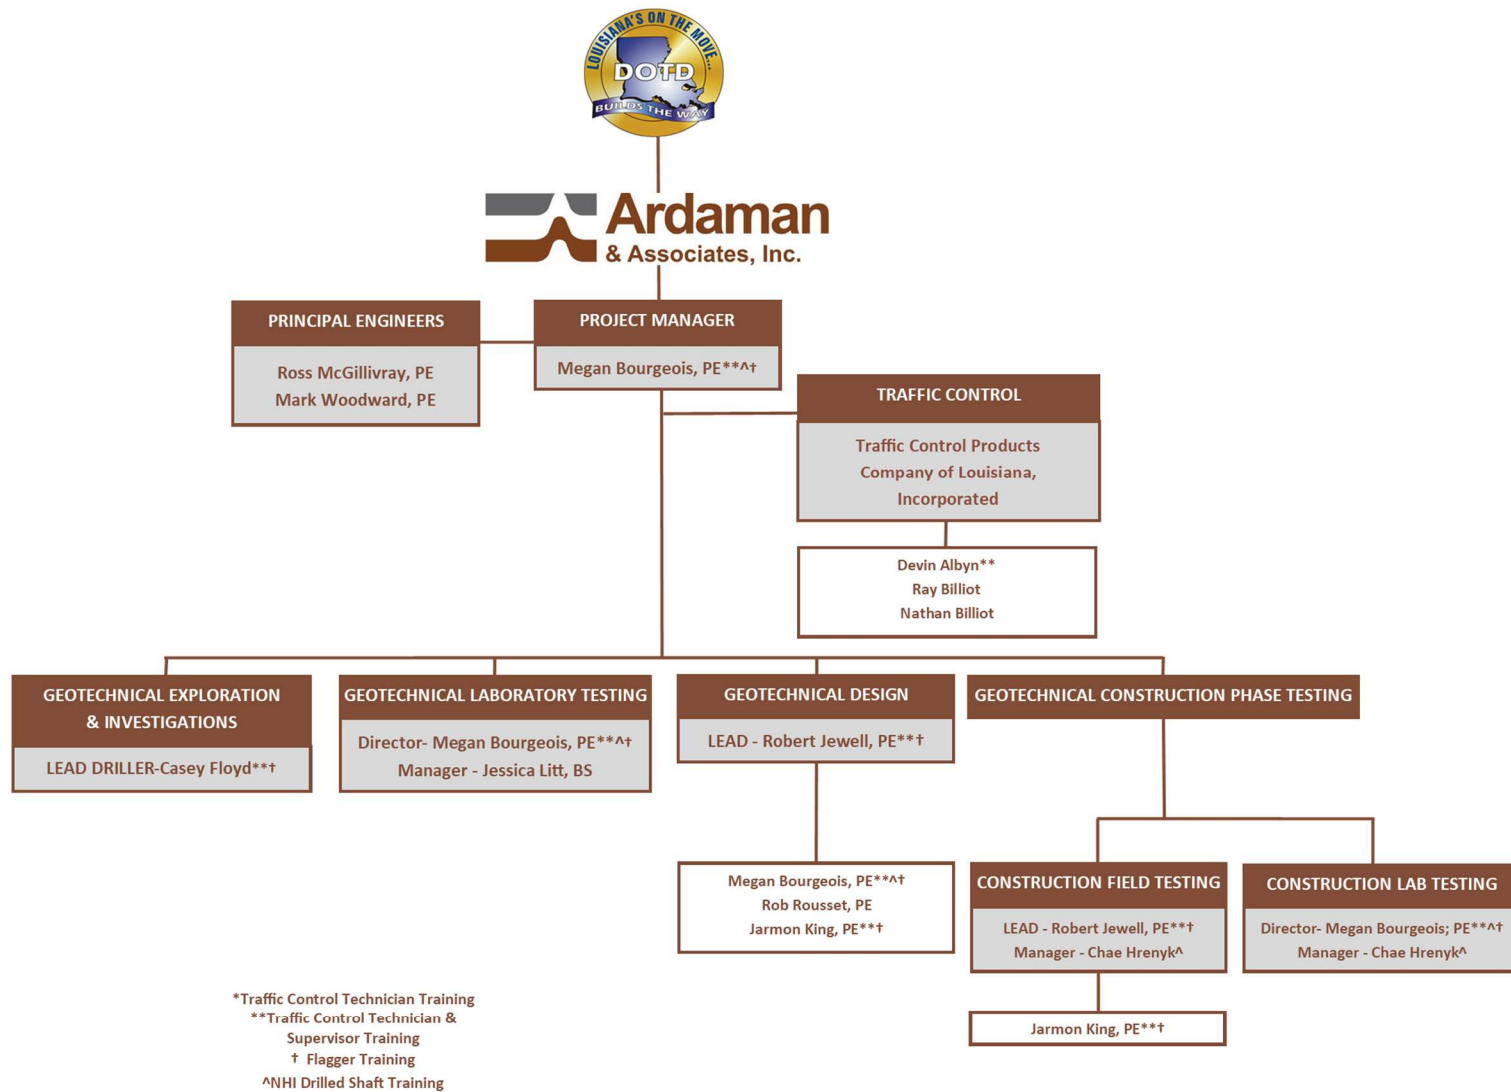 LOUISIANA'S ON THE MOVE...
DOTD
BUILDS THE WAY
Ardaman
& Associates, Inc.
PRINCIPAL ENGINEERS
Ross McGillivray, PE
Mark Woodward, PE
PROJECT MANAGER
Megan Bourgeois, PE**^†
TRAFFIC CONTROL
Traffic Control Products
Company of Louisiana,
Incorporated
Devin Albyn**
Ray Billiot
Nathan Billiot
GEOTECHNICAL EXPLORATION
& INVESTIGATIONS
LEAD DRILLER-Casey Floyd**†
GEOTECHNICAL LABORATORY TESTING
Director- Megan Bourgeois, PE**^†
Manager - Jessica Litt, BS
GEOTECHNICAL DESIGN
LEAD - Robert Jewell, PE**†
Megan Bourgeois, PE**^†
Rob Rousset, PE
Jarmon King, PE**†
GEOTECHNICAL CONSTRUCTION PHASE TESTING
CONSTRUCTION FIELD TESTING
LEAD - Robert Jewell, PE**†
Manager - Chae Hrenyk^
Jarmon King, PE**†
CONSTRUCTION LAB TESTING
Director- Megan Bourgeois; PE**^†
Manager - Chae Hrenyk^
*Traffic Control Technician Training
**Traffic Control Technician &
Supervisor Training
† Flagger Training
^NHI Drilled Shaft Training